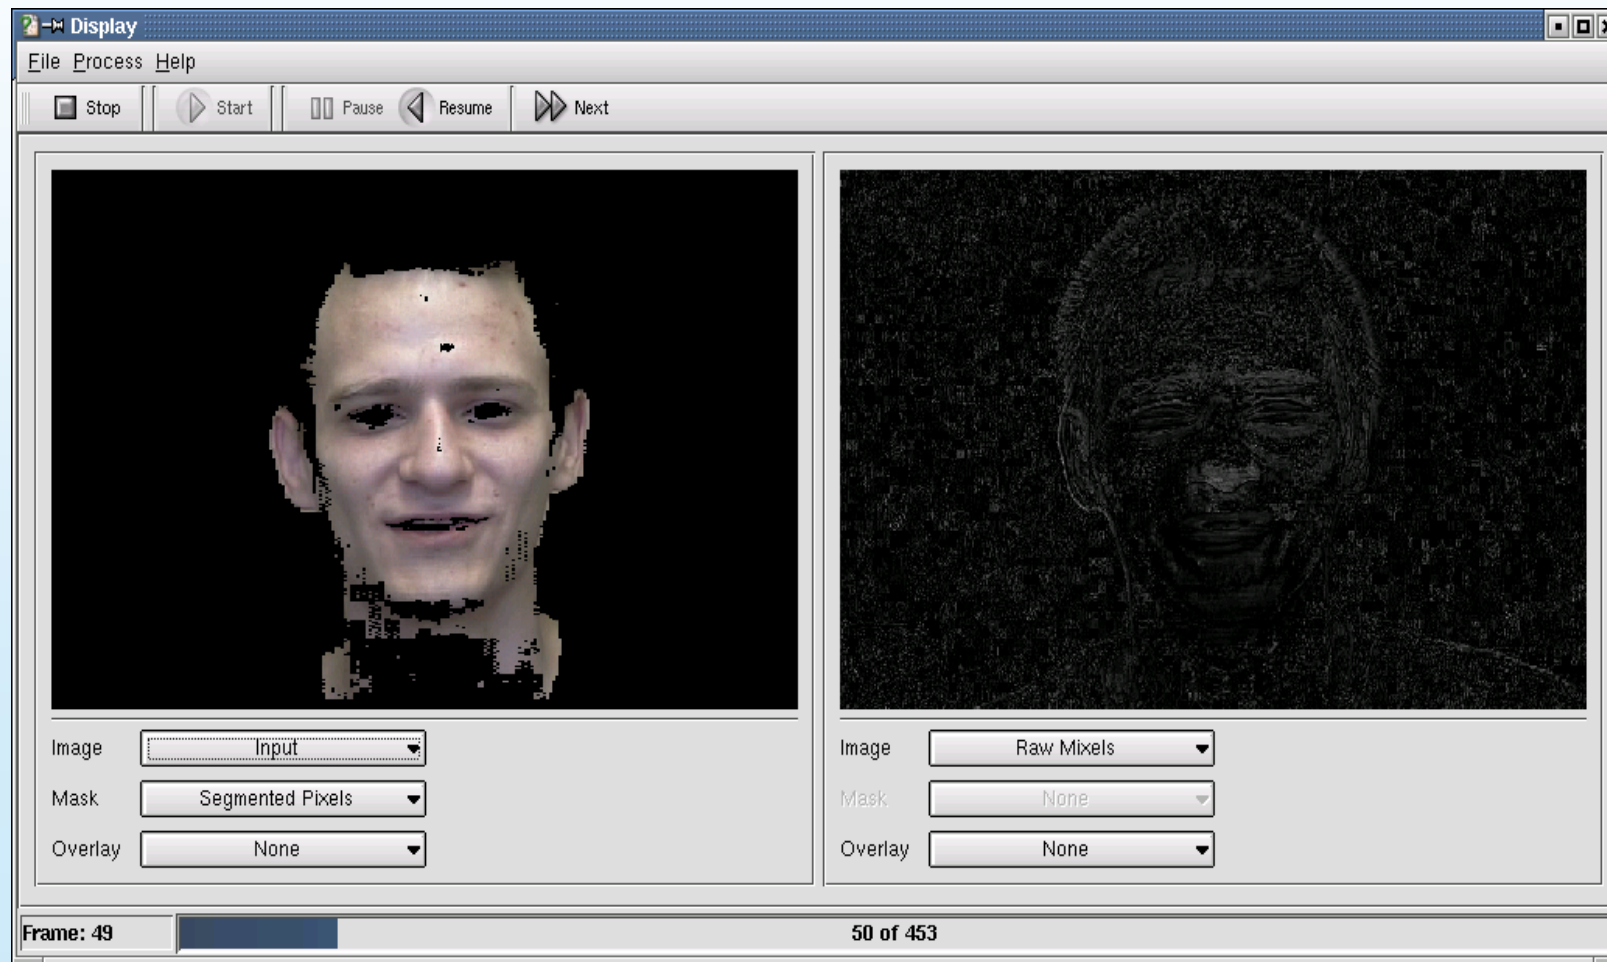 Display
File Process Help
Stop Start Pause Resume Next
Image Input
Mask Segmented Pixels
Overlay None
Image Raw Mixels
Mask None
Overlay None
Frame: 49 50 of 453